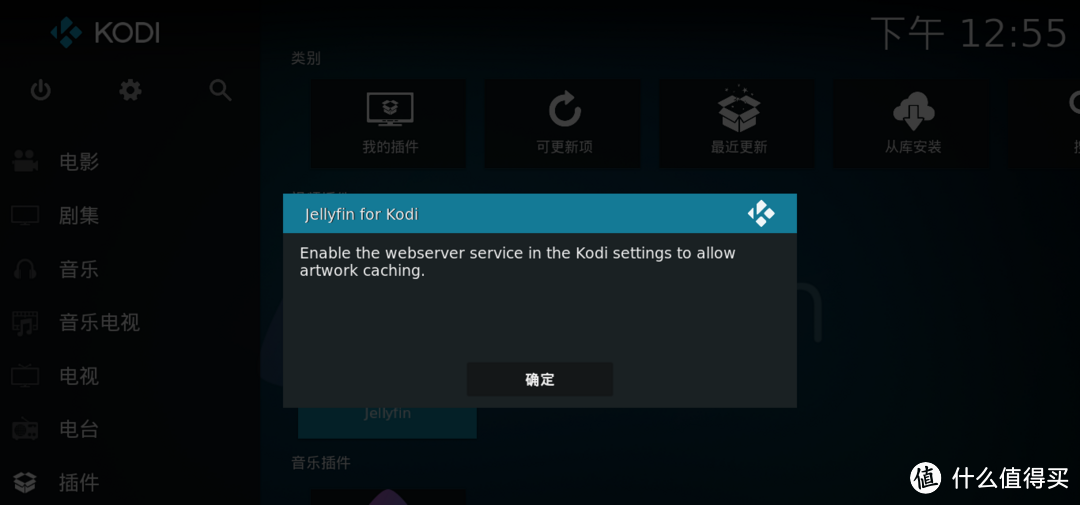 KODI
下午 12:55
类别
我的插件
可更新项
最近更新
从库安装
电影
剧集
音乐
音乐电视
电视
电台
插件
Jellyfin for Kodi
Enable the webserver service in the Kodi settings to allow
artwork caching.
确定
Jellyfin
音乐插件
值 什么值得买